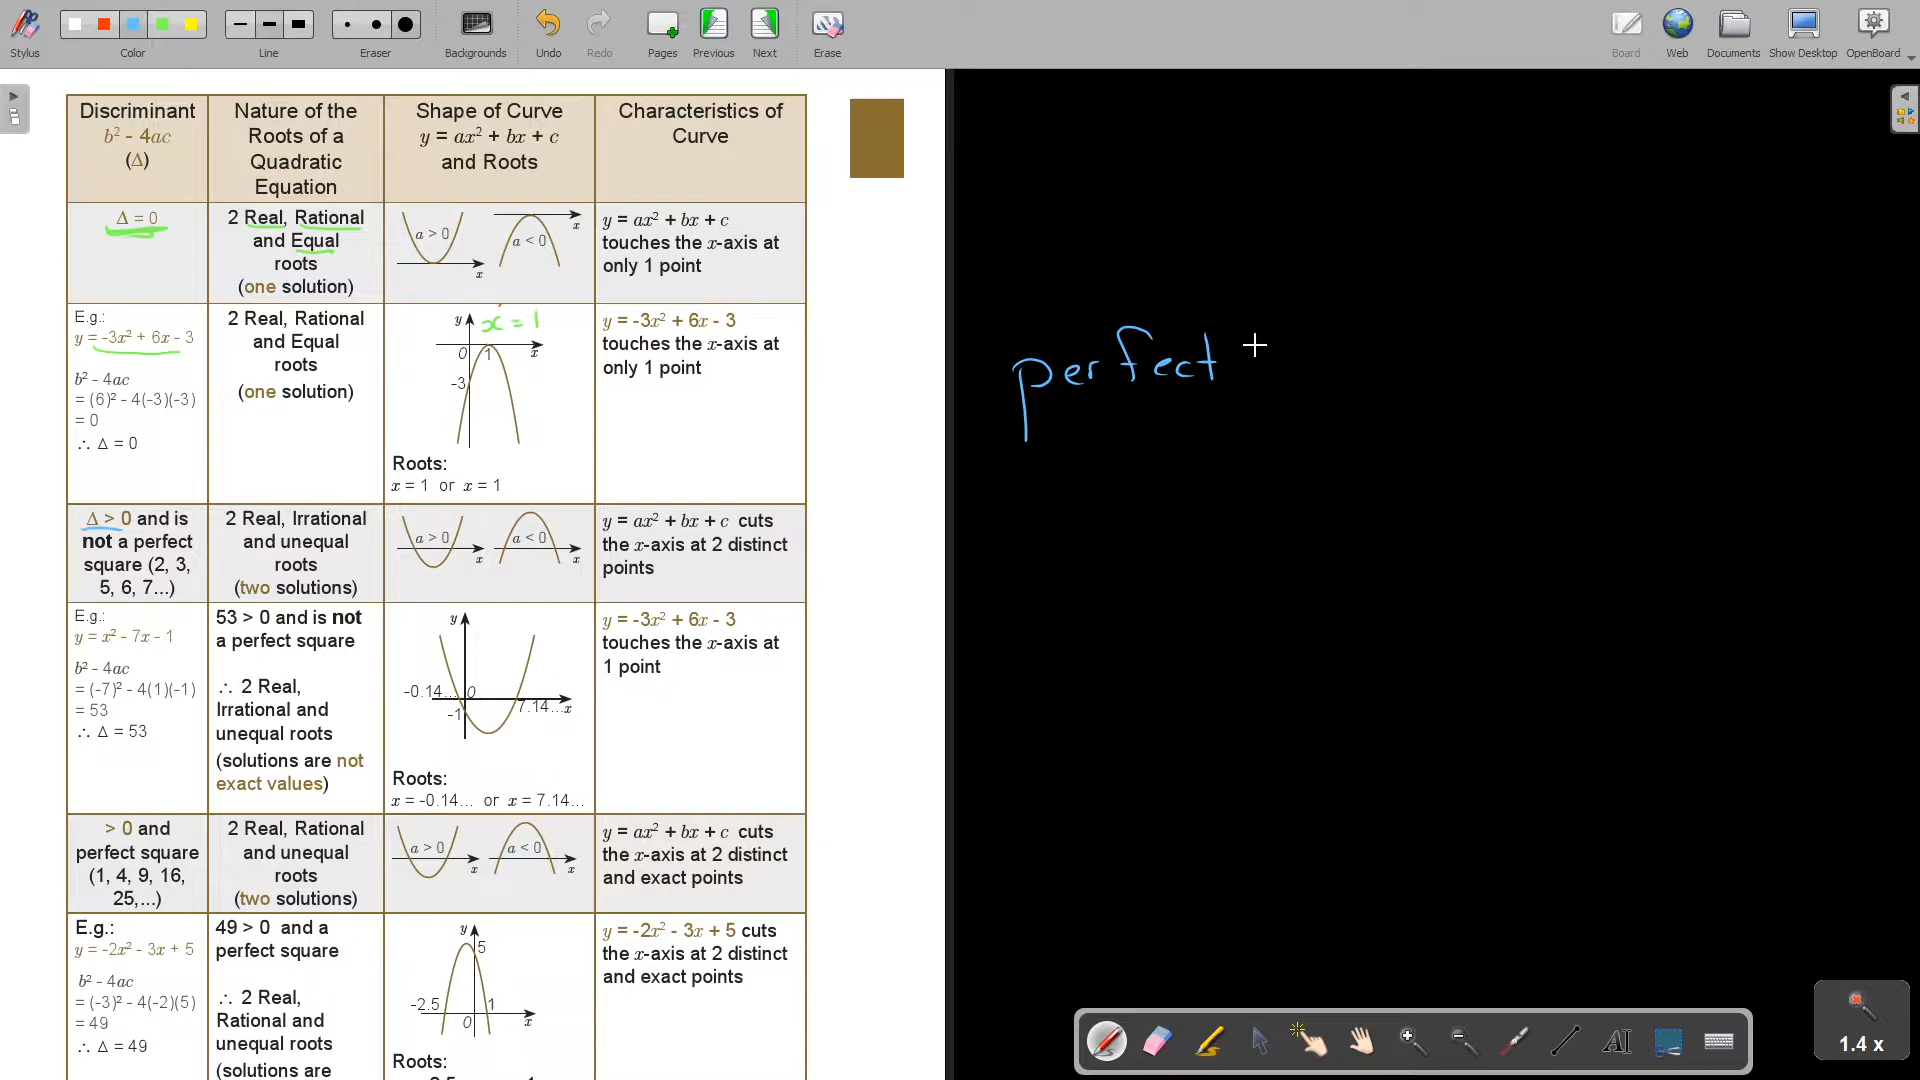 Stylus
Color
Line
Eraser
Backgrounds
Undo
Redo
Pages
Previous
Next
Erase
Board
Web
Documents
Show Desktop
OpenBoard
Discriminant
b² - 4ac
(Δ)
Nature of the
Roots of a
Quadratic
Equation
Shape of Curve
y = ax² + bx + c
and Roots
Characteristics of
Curve
Δ = 0
2 Real, Rational
and Equal
roots
(one solution)
a > 0
x
a < 0
x
y = ax² + bx + c
touches the x-axis at
only 1 point
E.g.:
y = -3x² + 6x - 3
b² - 4ac
= (6)² - 4(-3)(-3)
= 0
∴ Δ = 0
2 Real, Rational
and Equal
roots
(one solution)
y
x = 1
0
1
x
-3
Roots:
x = 1 or x = 1
y = -3x² + 6x - 3
touches the x-axis at
only 1 point
Δ > 0 and is
not a perfect
square (2, 3,
5, 6, 7...)
2 Real, Irrational
and unequal
roots
(two solutions)
a > 0
x
a < 0
x
y = ax² + bx + c cuts
the x-axis at 2 distinct
points
E.g.:
y = x² - 7x - 1
b² - 4ac
= (-7)² - 4(1)(-1)
= 53
∴ Δ = 53
53 > 0 and is not
a perfect square
∴ 2 Real,
Irrational and
unequal roots
(solutions are not
exact values)
y
-0.14...
0
-1
7.14...
x
Roots:
x = -0.14... or x = 7.14...
y = -3x² + 6x - 3
touches the x-axis at
1 point
> 0 and
perfect square
(1, 4, 9, 16,
25,...)
2 Real, Rational
and unequal
roots
(two solutions)
a > 0
x
a < 0
x
y = ax² + bx + c cuts
the x-axis at 2 distinct
and exact points
E.g.:
y = -2x² - 3x + 5
b² - 4ac
= (-3)² - 4(-2)(5)
= 49
∴ Δ = 49
49 > 0 and a
perfect square
∴ 2 Real,
Rational and
unequal roots
(solutions are
y
5
-2.5
0
1
x
Roots:
y = -2x² - 3x + 5 cuts
the x-axis at 2 distinct
and exact points
perfect
AI
1.4 x